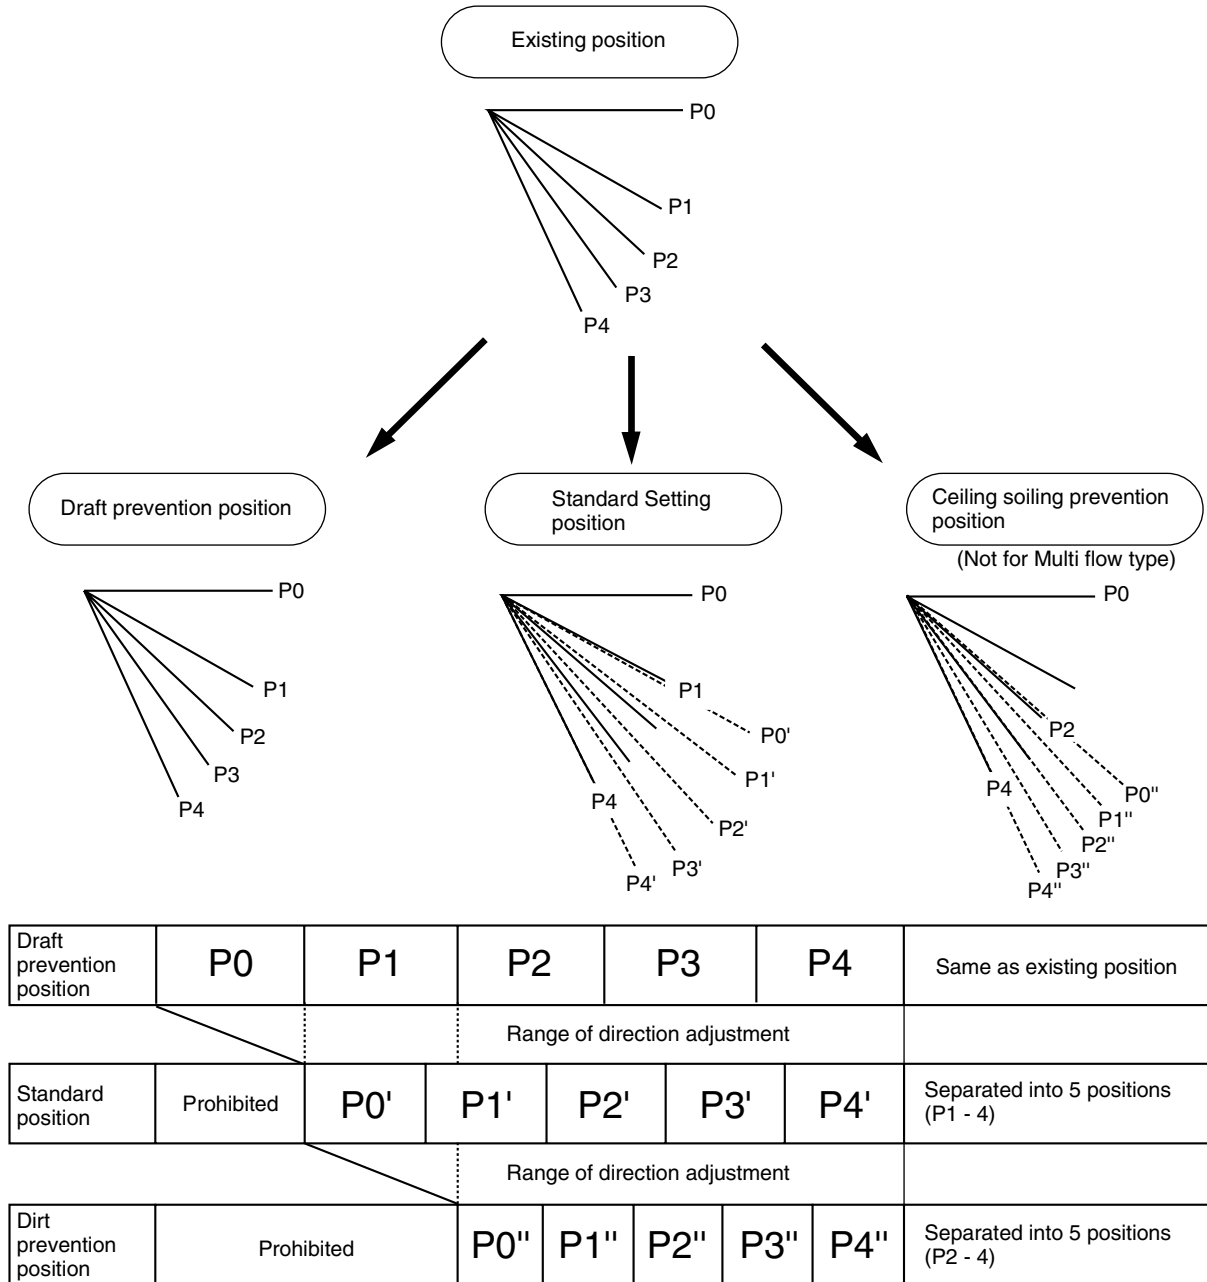 Existing position
P0
P1
P2
P3
P4
Draft prevention position
Standard Setting
position
Ceiling soiling prevention
position
(Not for Multi flow type)
P0
P1
P2
P3
P4
P0
P1
P0'
P1'
P2'
P3'
P4
P4'
P0
P2
P0"
P1"
P2"
P3"
P4
P4"
Draft
prevention
position
P0
P1
P2
P3
P4
Same as existing position
Range of direction adjustment
Standard
position
Prohibited
P0'
P1'
P2'
P3'
P4'
Separated into 5 positions
(P1 - 4)
Range of direction adjustment
Dirt
prevention
position
Prohibited
P0"
P1"
P2"
P3"
P4"
Separated into 5 positions
(P2 - 4)